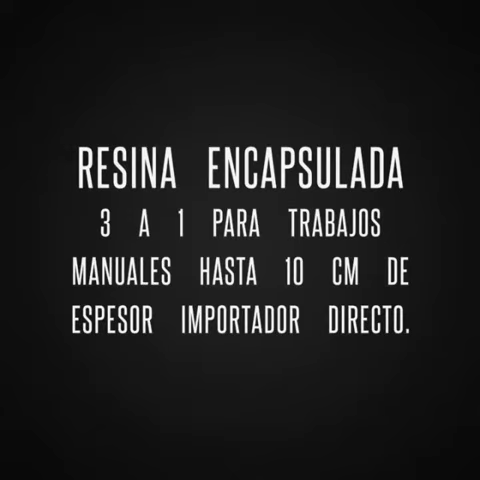 RESINA ENCAPSULADA
3 A 1 PARA TRABAJOS
MANUALES HASTA 10 CM DE
ESPESOR IMPORTADOR DIRECTO.